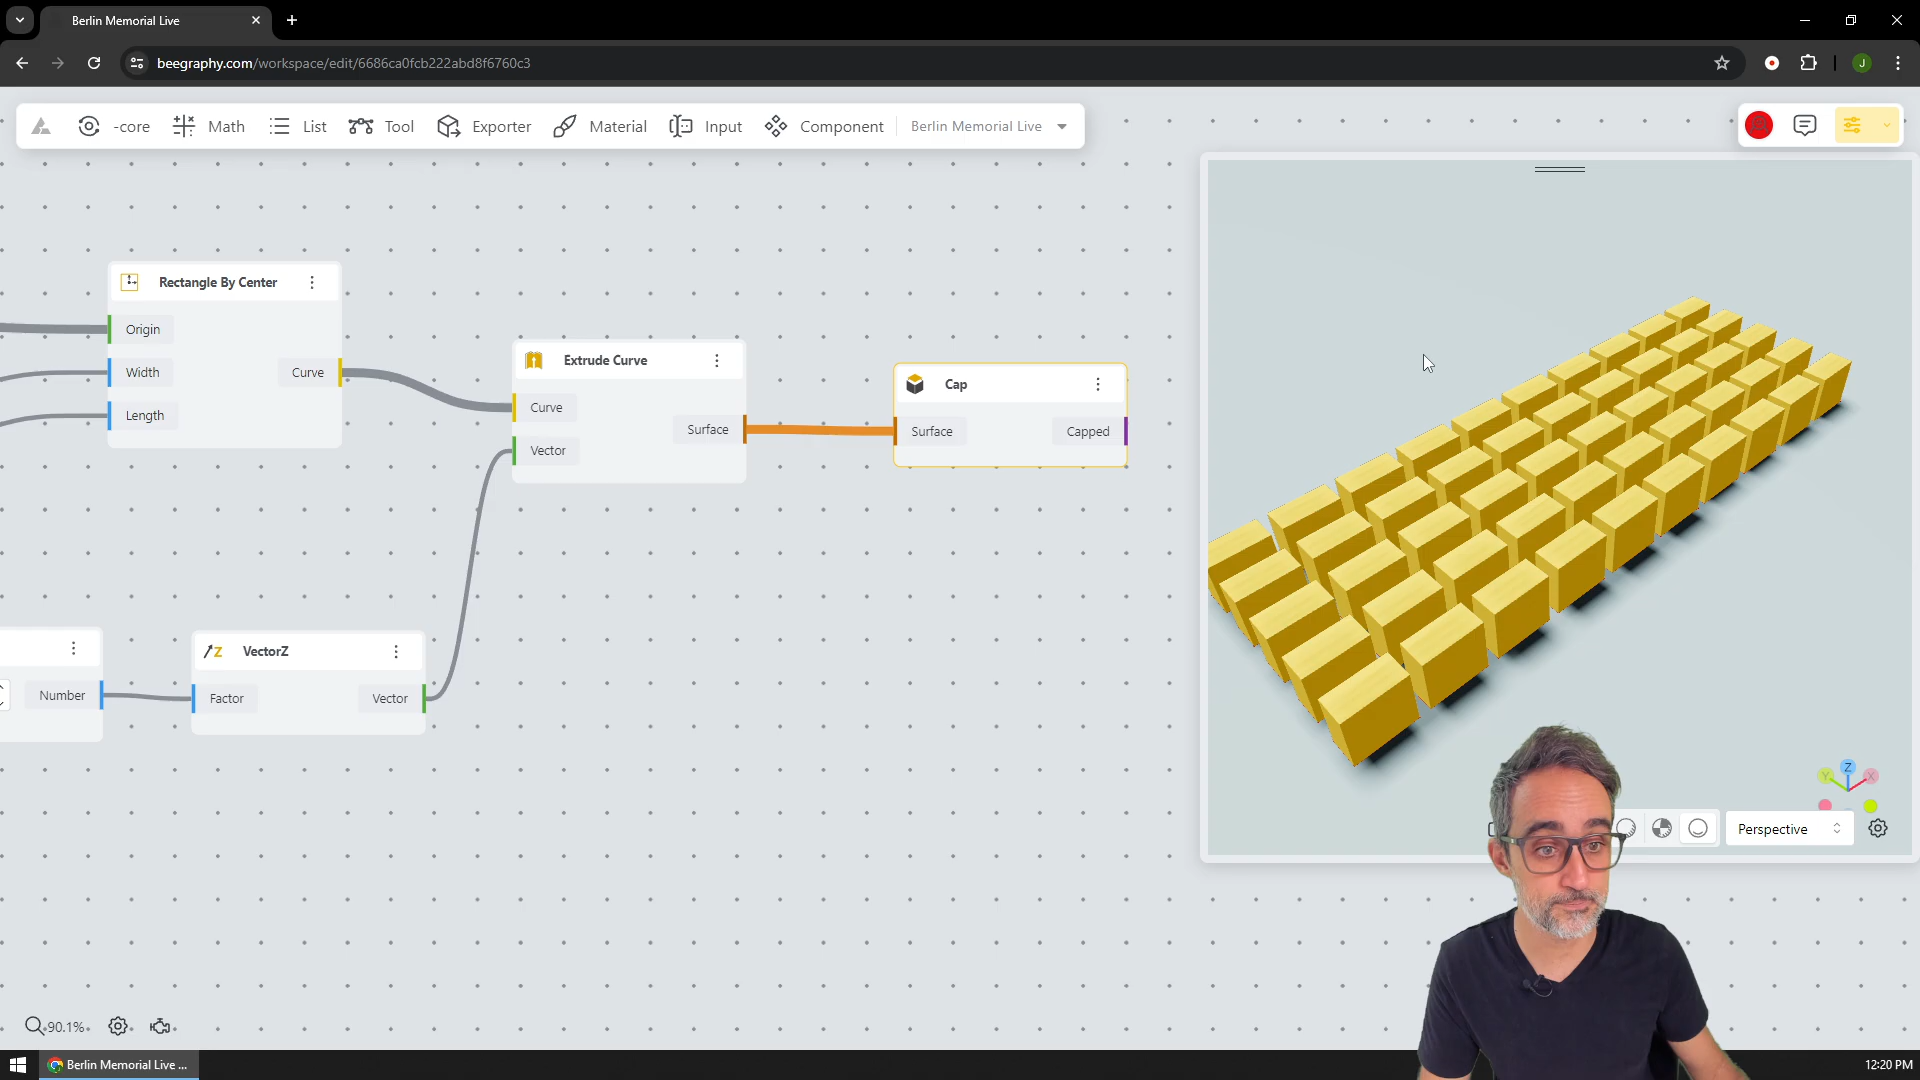 Berlin Memorial Live
beegraphy.com/workspace/edit/6686ca0fcb222abd8f6760c3
J
-core
Math
List
Tool
Exporter
Material
Input
Component
Berlin Memorial Live
Rectangle By Center
Origin
Width
Curve
Length
Extrude Curve
Curve
Surface
Vector
Cap
Surface
Capped
Number
Z
VectorZ
Factor
Vector
Z
Y
X
Perspective
90.1%
Berlin Memorial Live ...
12:20 PM